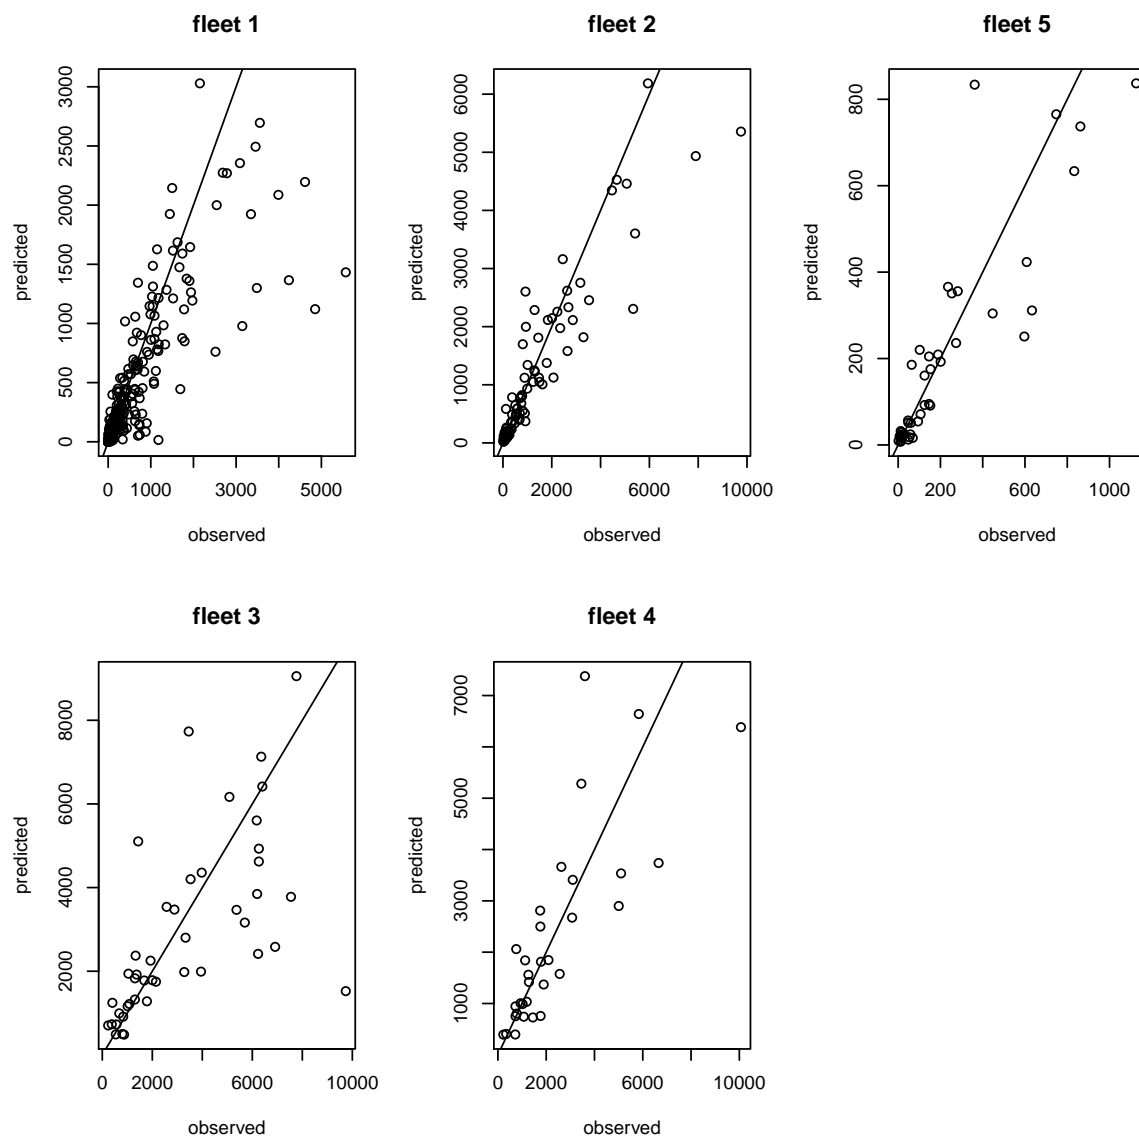 fleet 1
predicted
0 500 1000 1500 2000 2500 3000
0 1000 3000 5000
observed
fleet 2
predicted
0 1000 2000 3000 4000 5000 6000
0 2000 6000 10000
observed
fleet 5
predicted
0 200 400 600 800
0 200 600 1000
observed
fleet 3
predicted
2000 4000 6000 8000
0 2000 6000 10000
observed
fleet 4
predicted
1000 3000 5000 7000
0 2000 6000 10000
observed